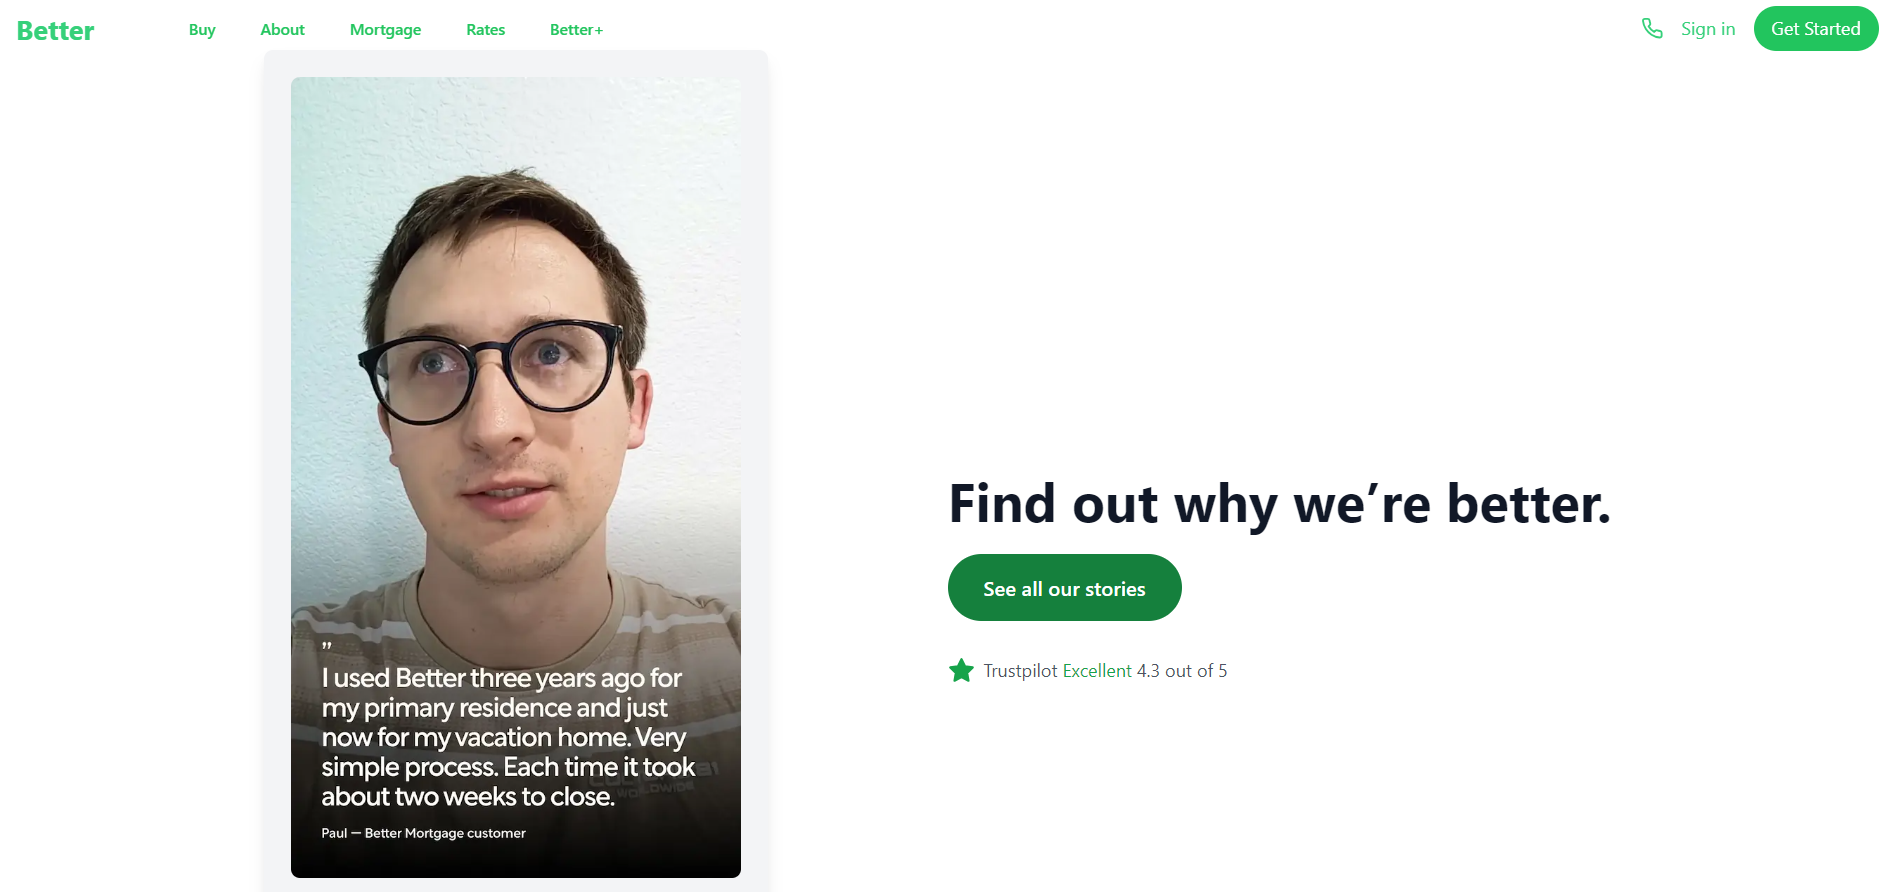 Better
Buy
About
Mortgage
Rates
Better+
Sign in
Get Started
”
I used Better three years ago for
my primary residence and just
now for my vacation home. Very
simple process. Each time it took
about two weeks to close.
Paul — Better Mortgage customer
WORLDWIDE
Find out why we’re better.
See all our stories
Trustpilot Excellent 4.3 out of 5